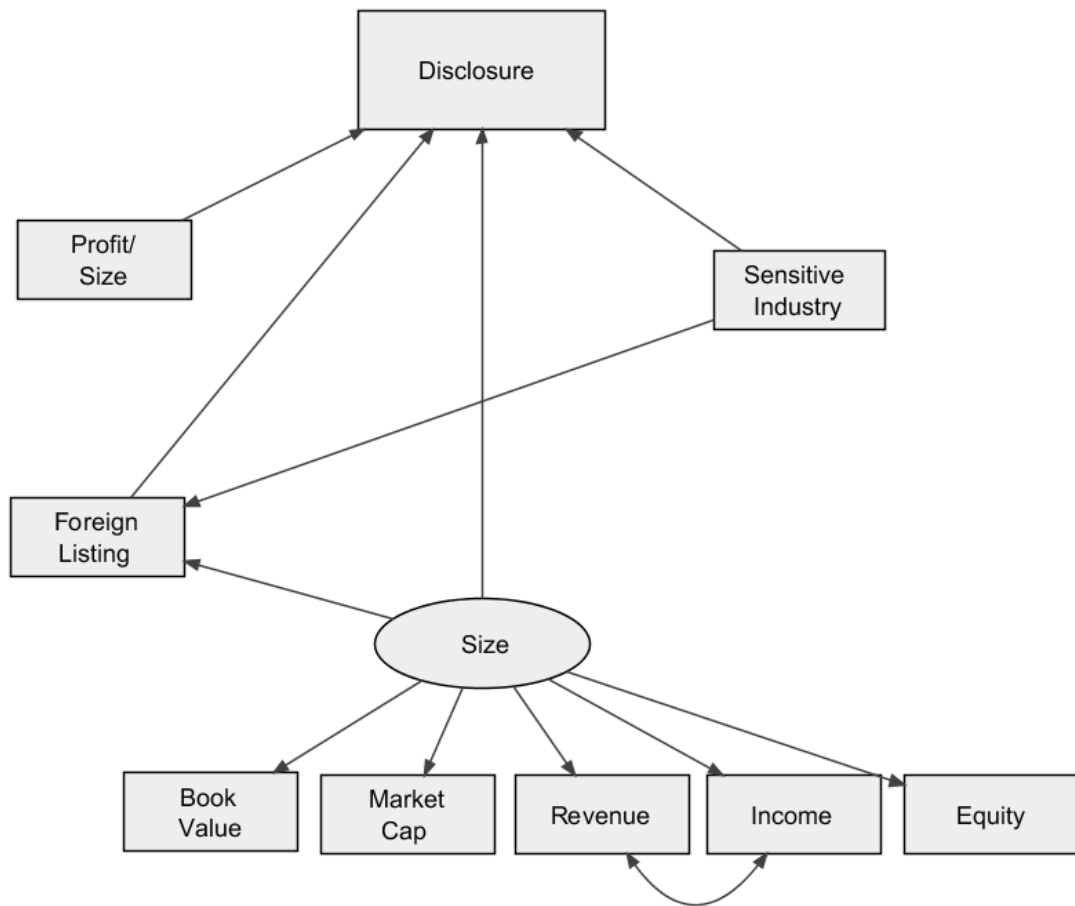 Disclosure
Profit/
Size
Sensitive
Industry
Foreign
Listing
Size
Book
Value
Market
Cap
Revenue
Income
Equity